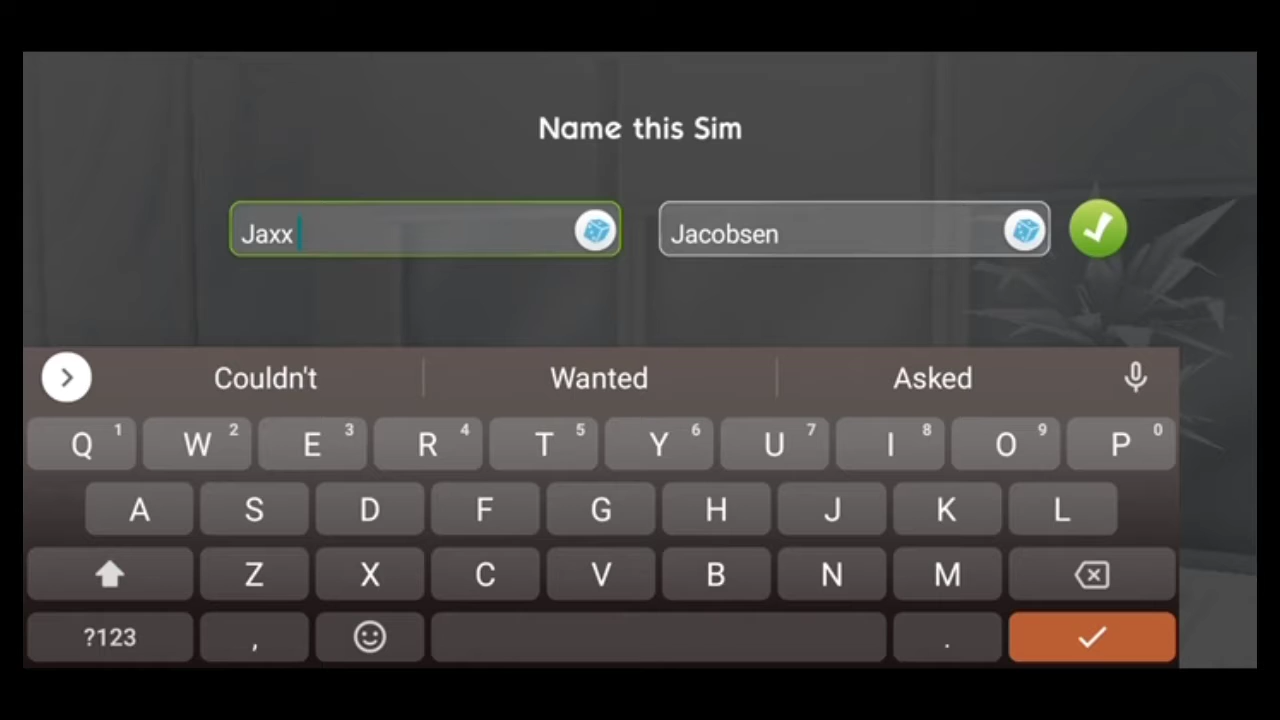 Name this Sim
Jaxx Jacobsen
Couldn't Wanted Asked
Q 1 W 2 E 3 R 4 T 5 Y 6 U 7 I 8 O 9 P 0
A S D F G H J K L
Z X C V B N M
?123 , .